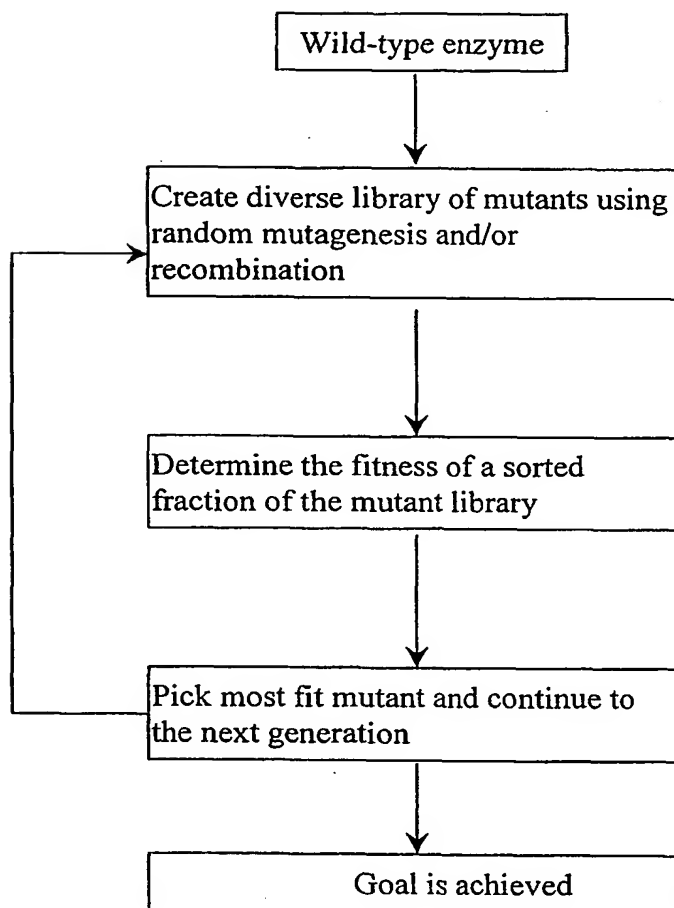 Wild-type enzyme
Create diverse library of mutants using
random mutagenesis and/or
recombination
Determine the fitness of a sorted
fraction of the mutant library
Pick most fit mutant and continue to
the next generation
Goal is achieved